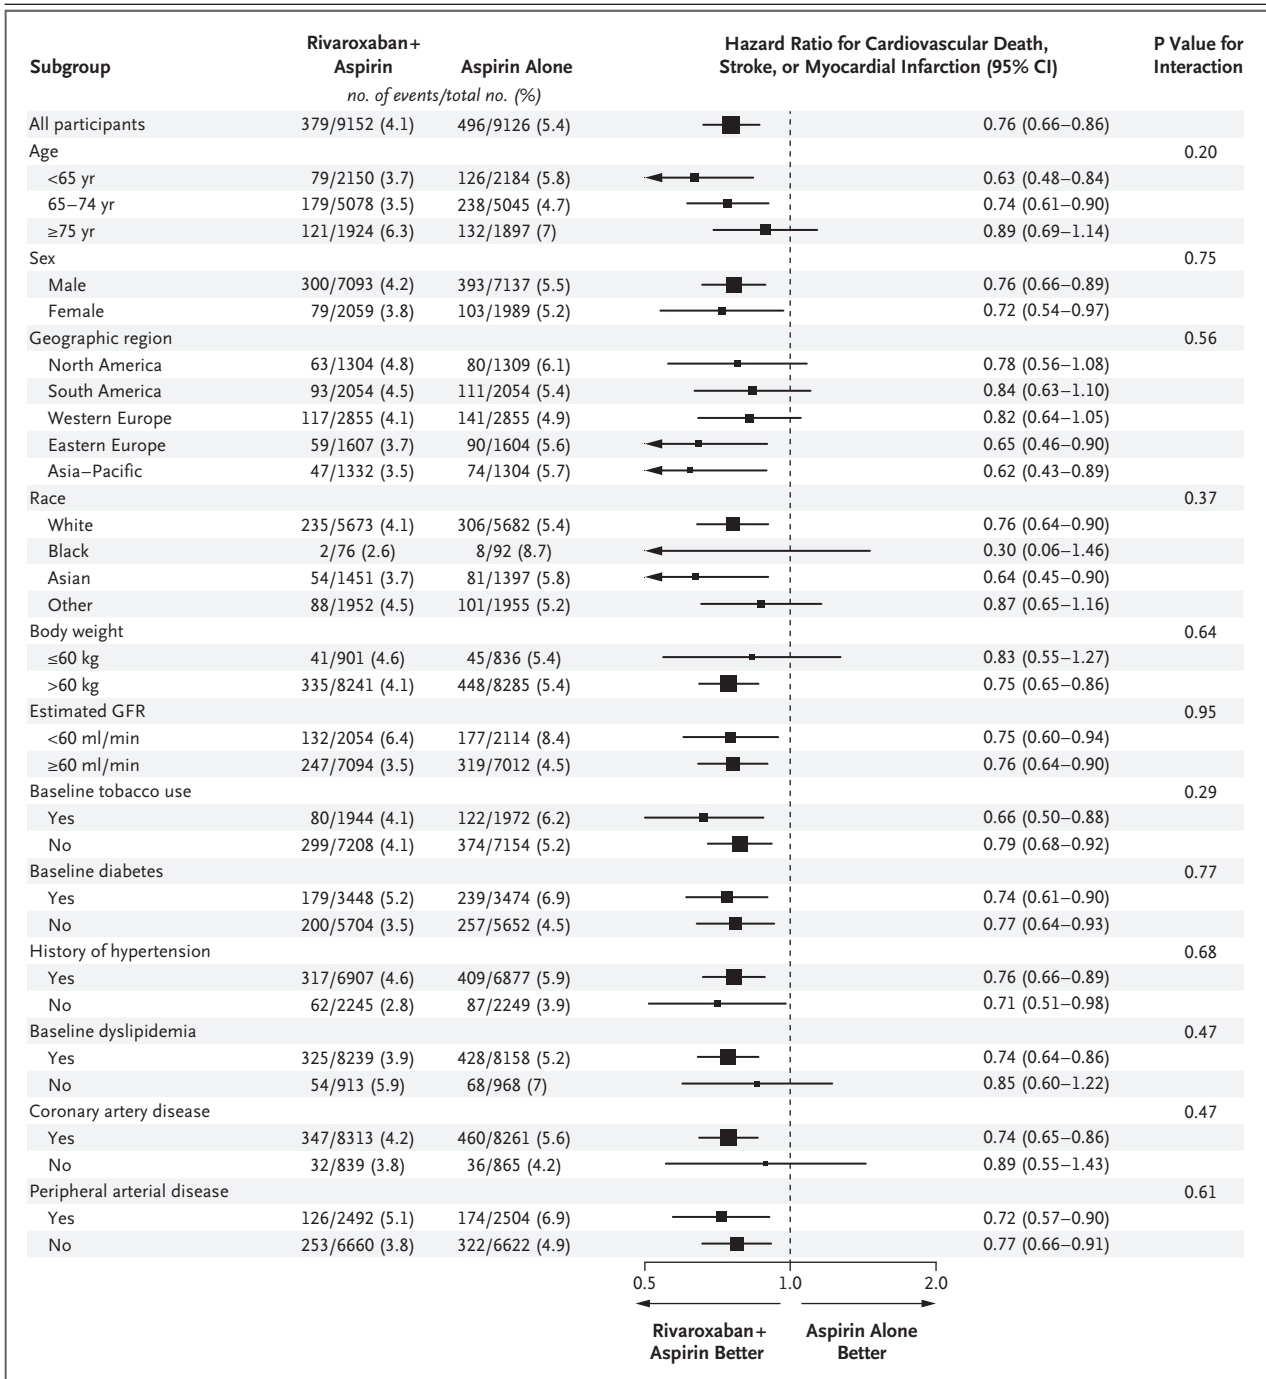 Subgroup Rivaroxaban+ Aspirin Aspirin Alone Hazard Ratio for Cardiovascular Death, Stroke, or Myocardial Infarction (95% CI) P Value for Interaction
no. of events/total no. (%)
All participants 379/9152 (4.1) 496/9126 (5.4) 0.76 (0.66–0.86)
Age 0.20
<65 yr 79/2150 (3.7) 126/2184 (5.8) 0.63 (0.48–0.84)
65–74 yr 179/5078 (3.5) 238/5045 (4.7) 0.74 (0.61–0.90)
≥75 yr 121/1924 (6.3) 132/1897 (7) 0.89 (0.69–1.14)
Sex 0.75
Male 300/7093 (4.2) 393/7137 (5.5) 0.76 (0.66–0.89)
Female 79/2059 (3.8) 103/1989 (5.2) 0.72 (0.54–0.97)
Geographic region 0.56
North America 63/1304 (4.8) 80/1309 (6.1) 0.78 (0.56–1.08)
South America 93/2054 (4.5) 111/2054 (5.4) 0.84 (0.63–1.10)
Western Europe 117/2855 (4.1) 141/2855 (4.9) 0.82 (0.64–1.05)
Eastern Europe 59/1607 (3.7) 90/1604 (5.6) 0.65 (0.46–0.90)
Asia–Pacific 47/1332 (3.5) 74/1304 (5.7) 0.62 (0.43–0.89)
Race 0.37
White 235/5673 (4.1) 306/5682 (5.4) 0.76 (0.64–0.90)
Black 2/76 (2.6) 8/92 (8.7) 0.30 (0.06–1.46)
Asian 54/1451 (3.7) 81/1397 (5.8) 0.64 (0.45–0.90)
Other 88/1952 (4.5) 101/1955 (5.2) 0.87 (0.65–1.16)
Body weight 0.64
≤60 kg 41/901 (4.6) 45/836 (5.4) 0.83 (0.55–1.27)
>60 kg 335/8241 (4.1) 448/8285 (5.4) 0.75 (0.65–0.86)
Estimated GFR 0.95
<60 ml/min 132/2054 (6.4) 177/2114 (8.4) 0.75 (0.60–0.94)
≥60 ml/min 247/7094 (3.5) 319/7012 (4.5) 0.76 (0.64–0.90)
Baseline tobacco use 0.29
Yes 80/1944 (4.1) 122/1972 (6.2) 0.66 (0.50–0.88)
No 299/7208 (4.1) 374/7154 (5.2) 0.79 (0.68–0.92)
Baseline diabetes 0.77
Yes 179/3448 (5.2) 239/3474 (6.9) 0.74 (0.61–0.90)
No 200/5704 (3.5) 257/5652 (4.5) 0.77 (0.64–0.93)
History of hypertension 0.68
Yes 317/6907 (4.6) 409/6877 (5.9) 0.76 (0.66–0.89)
No 62/2245 (2.8) 87/2249 (3.9) 0.71 (0.51–0.98)
Baseline dyslipidemia 0.47
Yes 325/8239 (3.9) 428/8158 (5.2) 0.74 (0.64–0.86)
No 54/913 (5.9) 68/968 (7) 0.85 (0.60–1.22)
Coronary artery disease 0.47
Yes 347/8313 (4.2) 460/8261 (5.6) 0.74 (0.65–0.86)
No 32/839 (3.8) 36/865 (4.2) 0.89 (0.55–1.43)
Peripheral arterial disease 0.61
Yes 126/2492 (5.1) 174/2504 (6.9) 0.72 (0.57–0.90)
No 253/6660 (3.8) 322/6622 (4.9) 0.77 (0.66–0.91)
0.5 1.0 2.0
Rivaroxaban+ Aspirin Alone
Aspirin Better Better